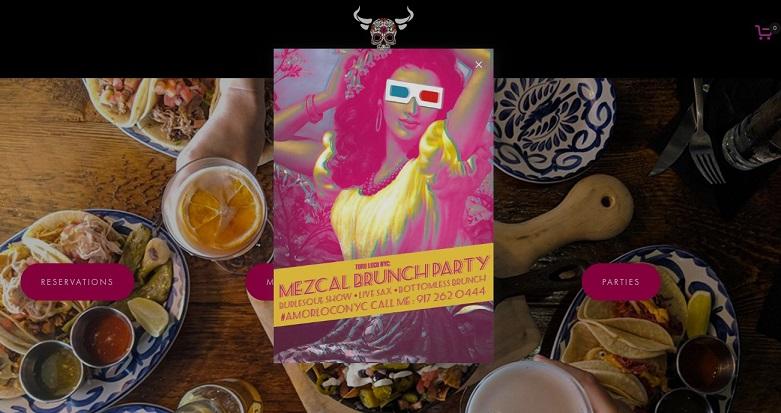 0
TORO LOCO NYC:
MEZCAL BRUNCH PARTY
BURLESQUE SHOW • LIVE SAX • BOTTOMLESS BRUNCH
#AMORLOCONYC CALL ME : 917 262 0444
RESERVATIONS
M
PARTIES